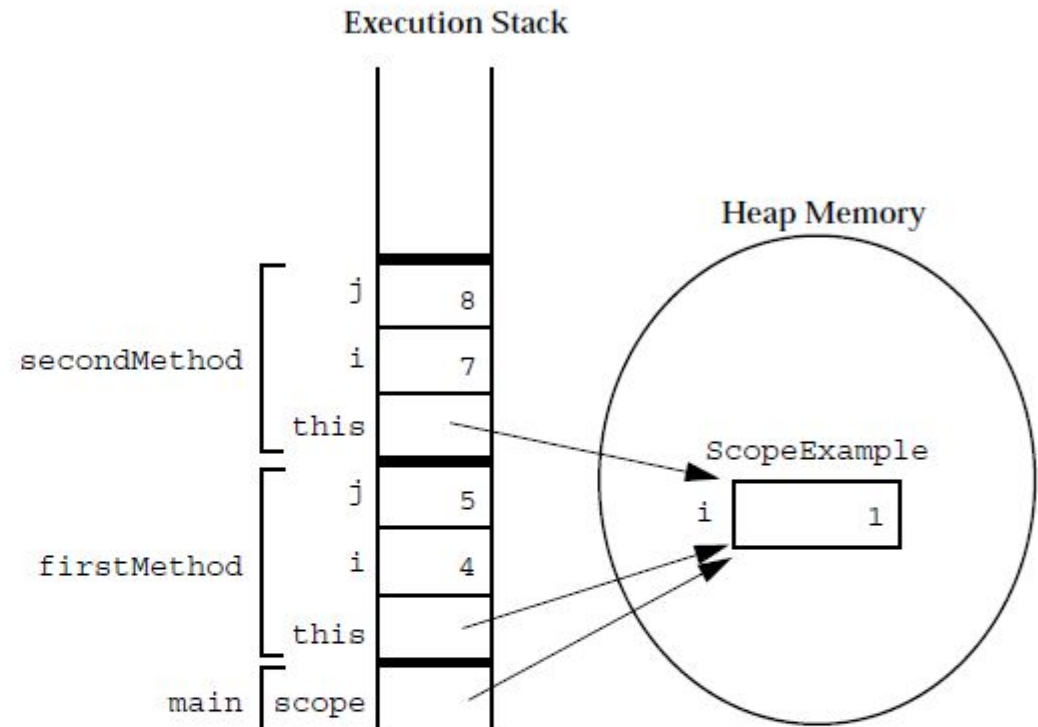 Execution Stack
Heap Memory
j 8
secondMethod i 7
this
ScopeExample
j 5
i 1
firstMethod i 4
this
main scope